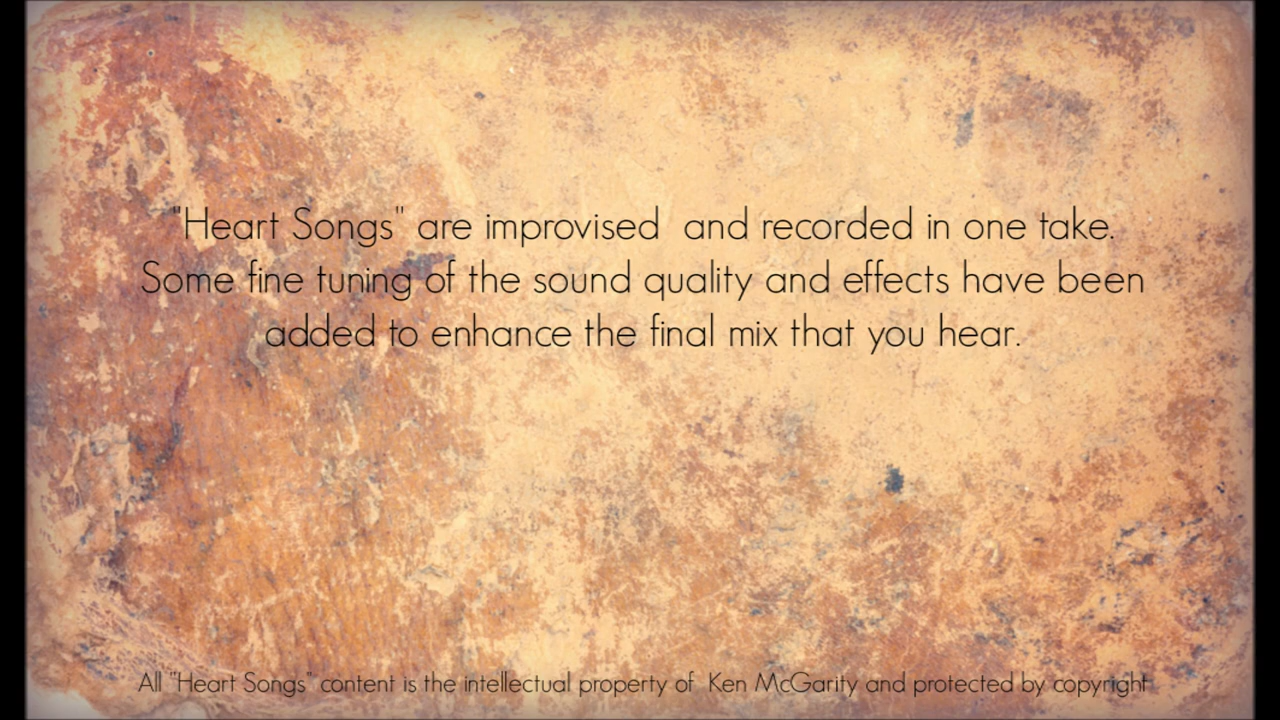 "Heart Songs" are improvised  and recorded in one take.
Some fine tuning of the sound quality and effects have been
added to enhance the final mix that you hear.
All "Heart Songs" content is the intellectual property of  Ken McGarity and protected by copyright